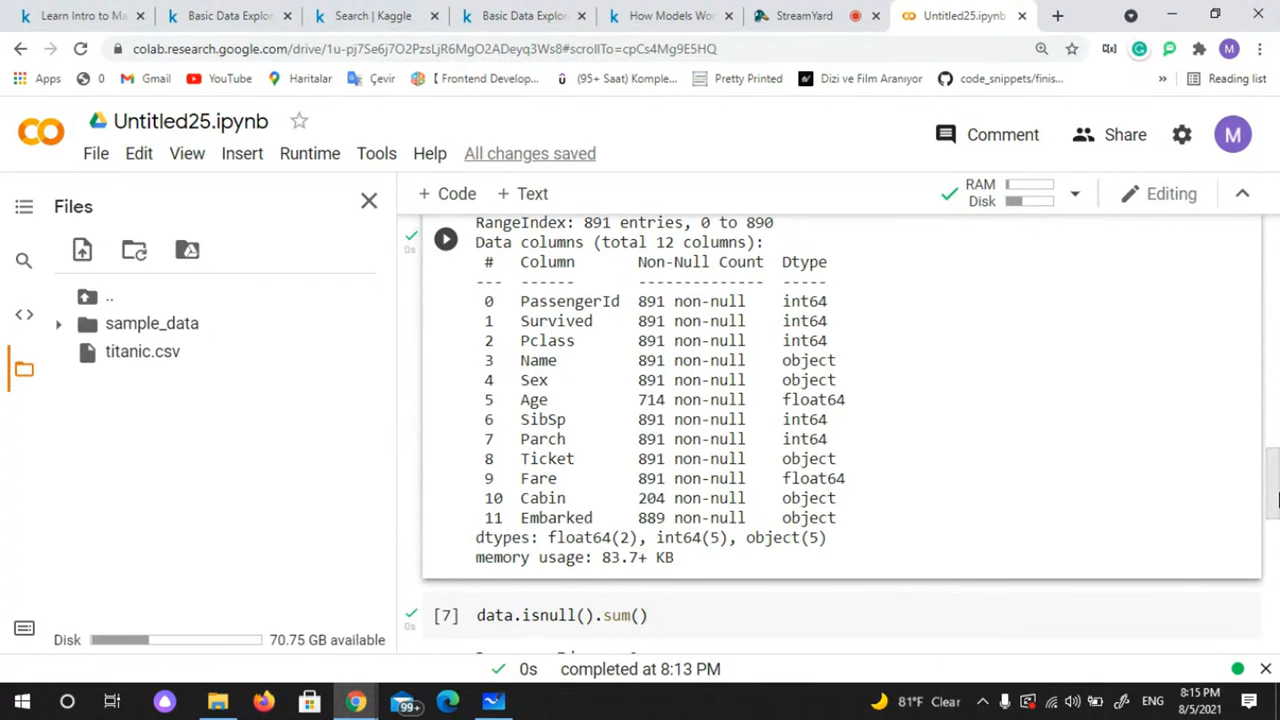 Learn Intro to Ma
Basic Data Explor
Search | Kaggle
Basic Data Explor
How Models Wo
StreamYard
Untitled25.ipynb
colab.research.google.com/drive/1u-pj7Se6j7O2PzsLjR6MgO2ADeyq3Ws8#scrollTo=cpCs4Mg9E5HQ
M
Apps
0
Gmail
YouTube
Haritalar
Çevir
[ Frontend Develop...
(95+ Saat) Komple...
Pretty Printed
Dizi ve Film Aranıyor
code_snippets/finis...
»
Reading list
Untitled25.ipynb
Comment
Share
M
File Edit View Insert Runtime Tools Help All changes saved
Files
+ Code + Text
RAM
Disk
Editing
..
sample_data
titanic.csv
Disk 70.75 GB available
0s
RangeIndex: 891 entries, 0 to 890
Data columns (total 12 columns):
# Column Non-Null Count Dtype
--- ------ -------------- -----
0 PassengerId 891 non-null int64
1 Survived 891 non-null int64
2 Pclass 891 non-null int64
3 Name 891 non-null object
4 Sex 891 non-null object
5 Age 714 non-null float64
6 SibSp 891 non-null int64
7 Parch 891 non-null int64
8 Ticket 891 non-null object
9 Fare 891 non-null float64
10 Cabin 204 non-null object
11 Embarked 889 non-null object
dtypes: float64(2), int64(5), object(5)
memory usage: 83.7+ KB
0s
[7] data.isnull().sum()
0s completed at 8:13 PM
99+
81°F Clear
ENG
8:15 PM
8/5/2021